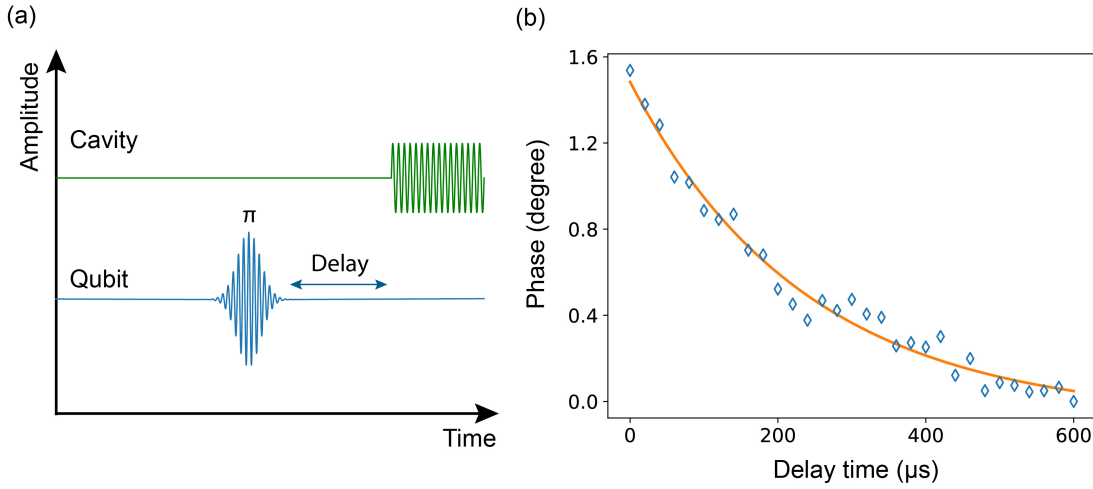 (a)
Amplitude
Cavity
π
Delay
Qubit
Time
(b)
Phase (degree)
1.6
1.2
0.8
0.4
0.0
0
200
400
600
Delay time (μs)